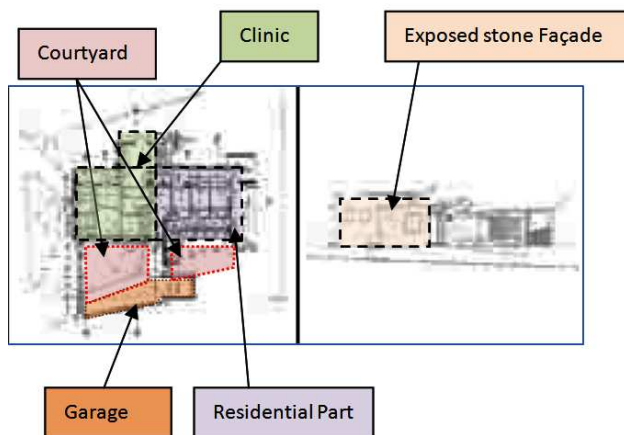 Clinic
Exposed stone Façade
Courtyard
Garage
Residential Part